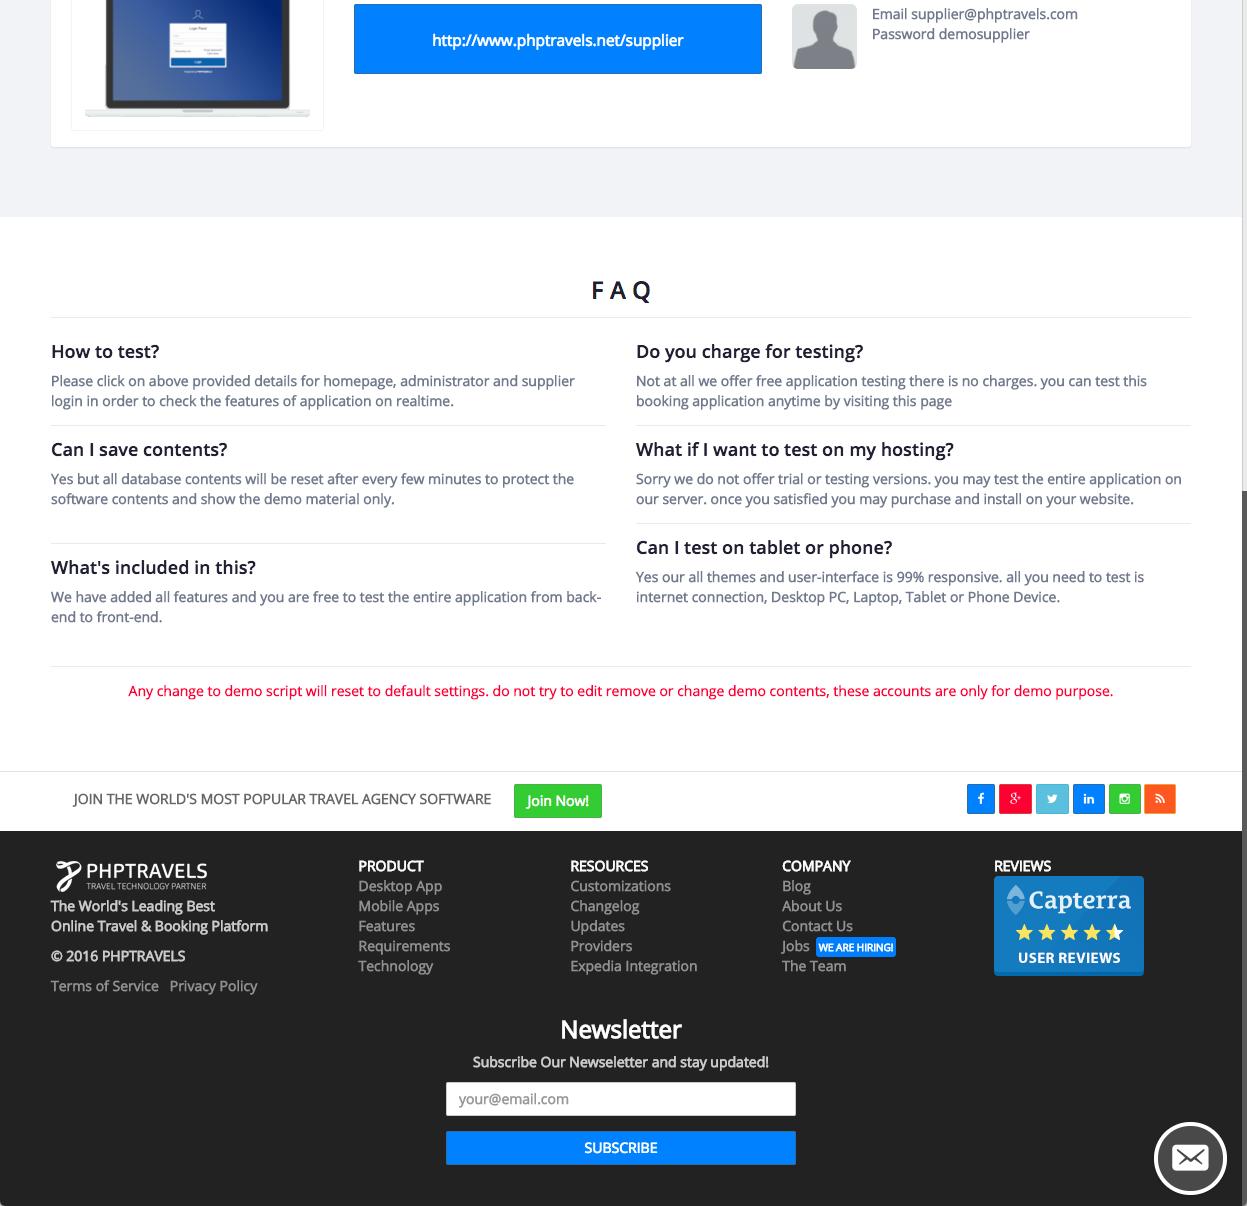 Login Panel
http://www.phptravels.net/supplier
Email supplier@phptravels.com
Password demosupplier
FAQ
How to test?
Please click on above provided details for homepage, administrator and supplier
login in order to check the features of application on realtime.
Can I save contents?
Yes but all database contents will be reset after every few minutes to protect the
software contents and show the demo material only.
What's included in this?
We have added all features and you are free to test the entire application from back-
end to front-end.
Do you charge for testing?
Not at all we offer free application testing there is no charges. you can test this
booking application anytime by visiting this page
What if I want to test on my hosting?
Sorry we do not offer trial or testing versions. you may test the entire application on
our server. once you satisfied you may purchase and install on your website.
Can I test on tablet or phone?
Yes our all themes and user-interface is 99% responsive. all you need to test is
internet connection, Desktop PC, Laptop, Tablet or Phone Device.
Any change to demo script will reset to default settings. do not try to edit remove or change demo contents, these accounts are only for demo purpose.
JOIN THE WORLD'S MOST POPULAR TRAVEL AGENCY SOFTWARE
Join Now!
PHPTRAVELS
TRAVEL TECHNOLOGY PARTNER
The World's Leading Best
Online Travel & Booking Platform
© 2016 PHPTRAVELS
Terms of Service Privacy Policy
PRODUCT
Desktop App
Mobile Apps
Features
Requirements
Technology
RESOURCES
Customizations
Changelog
Updates
Providers
Expedia Integration
COMPANY
Blog
About Us
Contact Us
Jobs WE ARE HIRING!
The Team
REVIEWS
Capterra
USER REVIEWS
Newsletter
Subscribe Our Newseletter and stay updated!
your@email.com
SUBSCRIBE